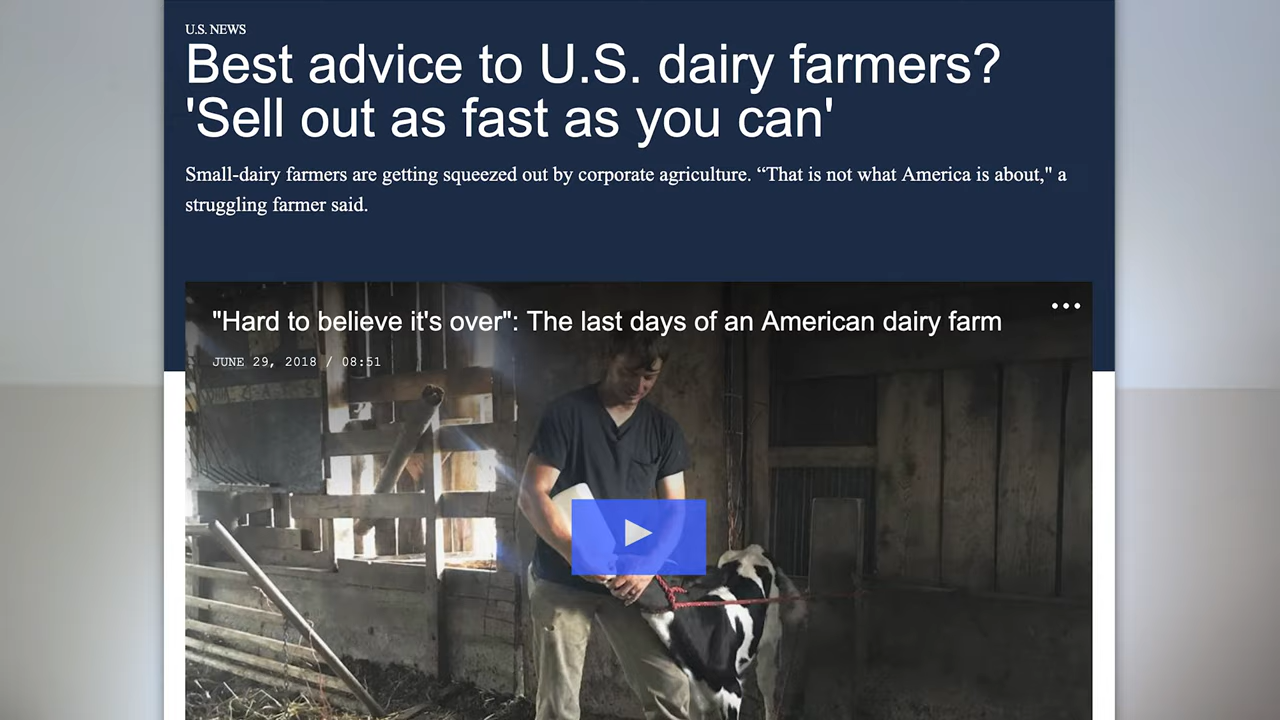 U.S. NEWS
Best advice to U.S. dairy farmers?
'Sell out as fast as you can'
Small-dairy farmers are getting squeezed out by corporate agriculture. “That is not what America is about," a
struggling farmer said.
"Hard to believe it's over": The last days of an American dairy farm
JUNE 29, 2018 / 08:51